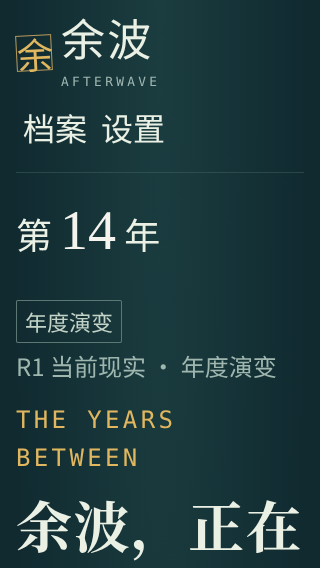 余 余波
AFTERWAVE
档案 设置
第 14 年
年度演变
R1 当前现实 · 年度演变
THE YEARS
BETWEEN
余波，正在